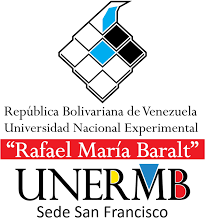 República Bolivariana de Venezuela
Universidad Nacional Experimental
“Rafael María Baralt”
UNERMB
Sede San Francisco